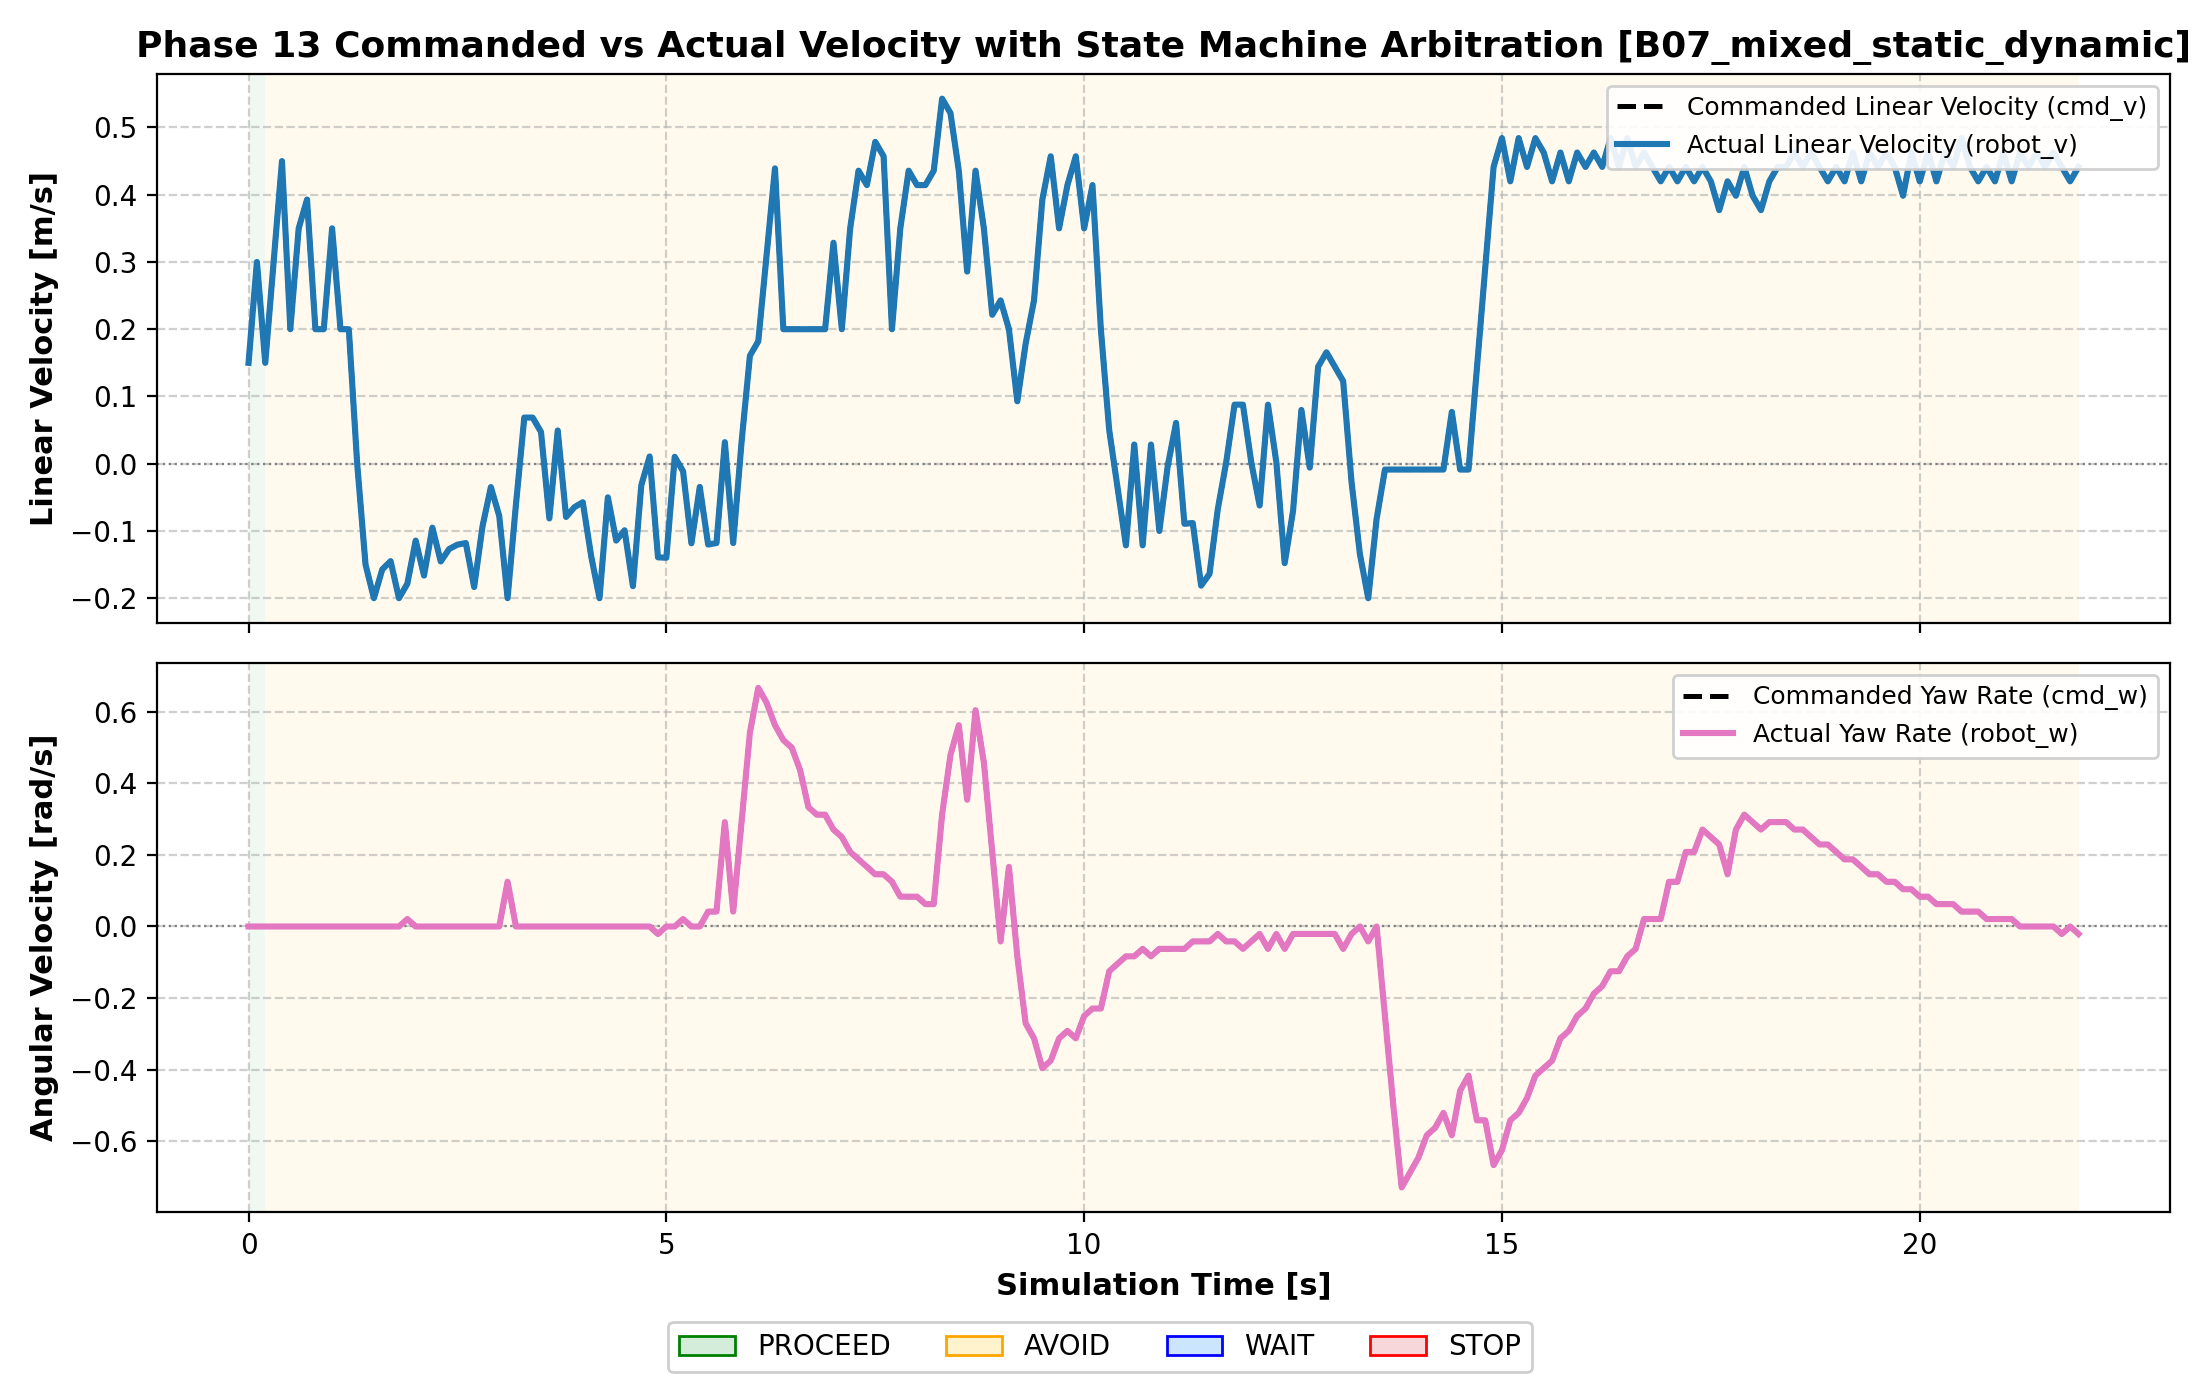 Phase 13 Commanded vs Actual Velocity with State Machine Arbitration [B07_mixed_static_dynamic]
Linear Velocity [m/s]
0.5
0.4
0.3
0.2
0.1
0.0
−0.1
−0.2
Commanded Linear Velocity (cmd_v)
Actual Linear Velocity (robot_v)
Angular Velocity [rad/s]
0.6
0.4
0.2
0.0
−0.2
−0.4
−0.6
Commanded Yaw Rate (cmd_w)
Actual Yaw Rate (robot_w)
0 5 10 15 20
Simulation Time [s]
PROCEED AVOID WAIT STOP